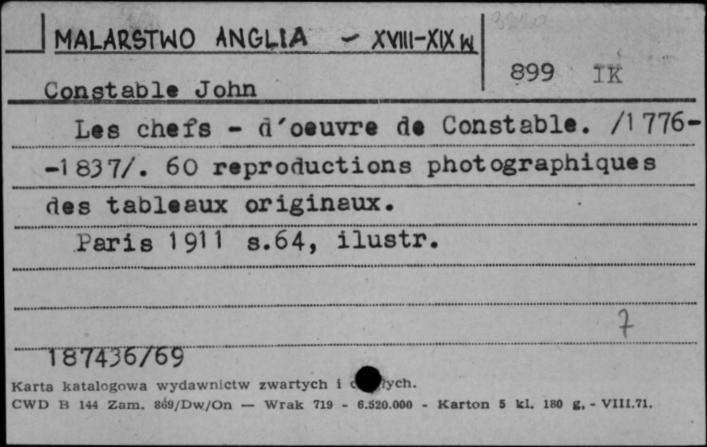 MALARSTWO ANGLIA - XVIII-XIX W
899 IK
Constable John
Les chefs - d'oeuvre de Constable. /1776-
-1837/. 60 reproductions photographiques
des tableaux originaux.
Paris 1911 s.64, ilustr.
7
187436/69
Karta katalogowa wydawnictw zwartych i
CWD B 144 Zam. 869/Dw/On — Wrak 719 - 6.520.000 - Karton 5 kl. 180 g. - VIII.71.